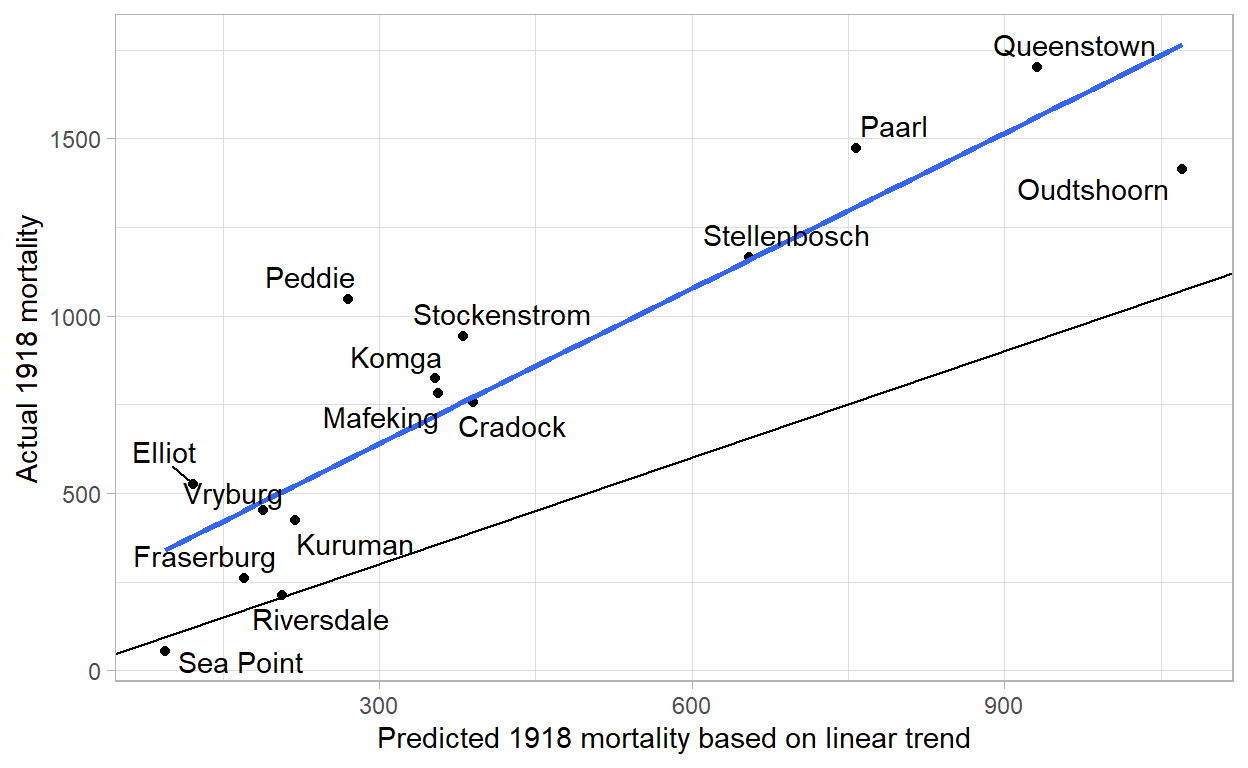 Queenstown
Paarl
Oudtshoorn
Stellenbosch
Peddie
Stockenstrom
Komga
Mafeking
Cradock
Elliot
Vryburg
Kuruman
Fraserburg
Riversdale
Sea Point
1500
1000
500
0
300
600
900
Actual 1918 mortality
Predicted 1918 mortality based on linear trend